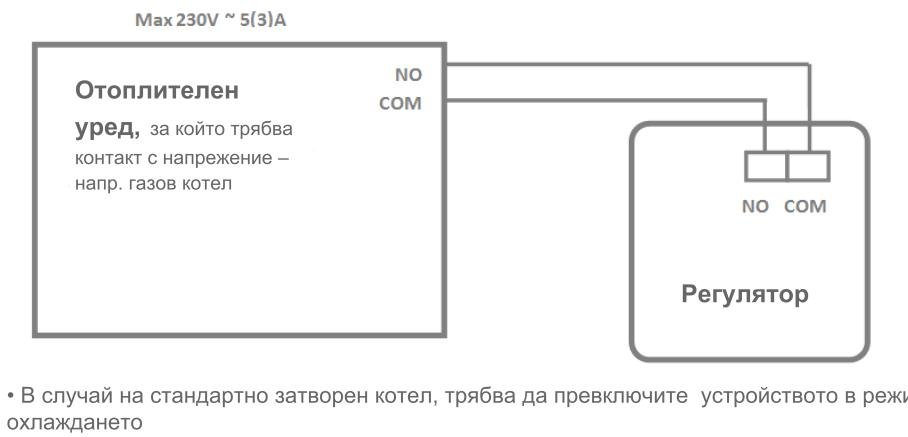 Max 230V ~ 5(3)A
Отоплителен
уред, за който трябва
контакт с напрежение –
напр. газов котел
NO
COM
NO COM
Регулятор
• В случай на стандартно затворен котел, трябва да превключите устройството в режи
охлаждането